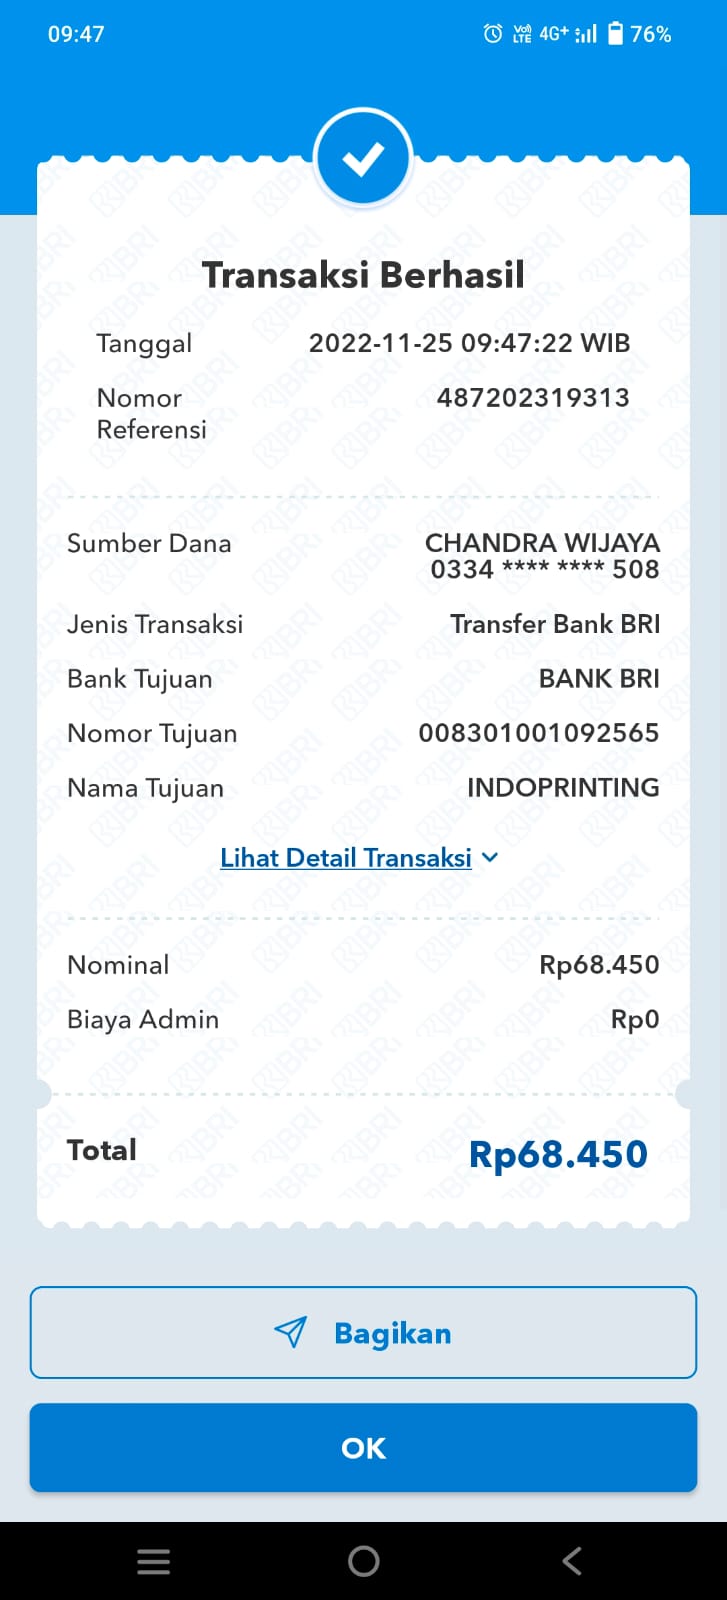 09:47
Vo)) LTE 4G+ 76%
Transaksi Berhasil
Tanggal 2022-11-25 09:47:22 WIB
Nomor Referensi 487202319313
Sumber Dana CHANDRA WIJAYA
0334 **** **** 508
Jenis Transaksi Transfer Bank BRI
Bank Tujuan BANK BRI
Nomor Tujuan 008301001092565
Nama Tujuan INDOPRINTING
Lihat Detail Transaksi
Nominal Rp68.450
Biaya Admin Rp0
Total Rp68.450
Bagikan
OK